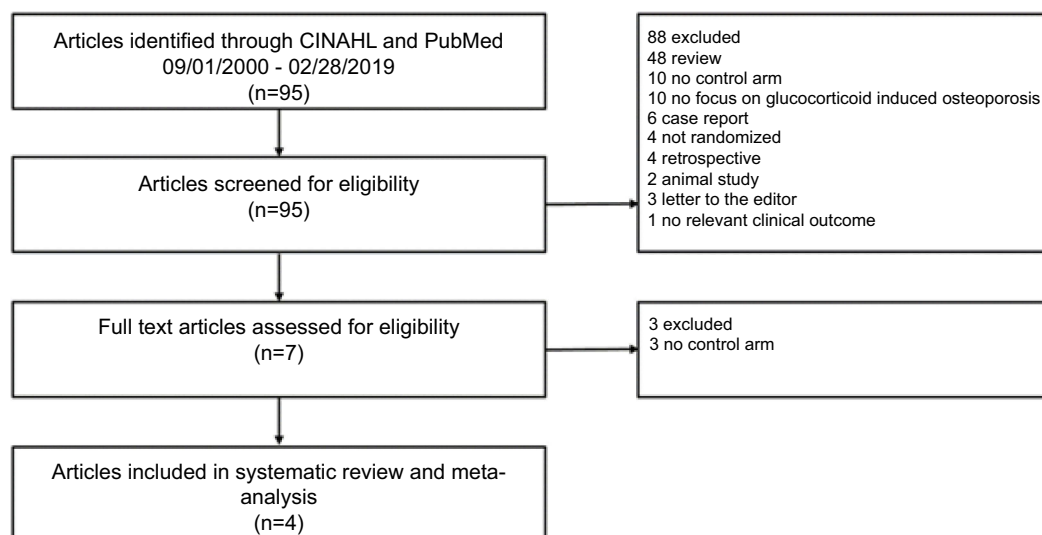 Articles identified through CINAHL and PubMed
09/01/2000 - 02/28/2019
(n=95)
88 excluded
48 review
10 no control arm
10 no focus on glucocorticoid induced osteoporosis
6 case report
4 not randomized
4 retrospective
2 animal study
3 letter to the editor
1 no relevant clinical outcome
Articles screened for eligibility
(n=95)
Full text articles assessed for eligibility
(n=7)
3 excluded
3 no control arm
Articles included in systematic review and meta-
analysis
(n=4)